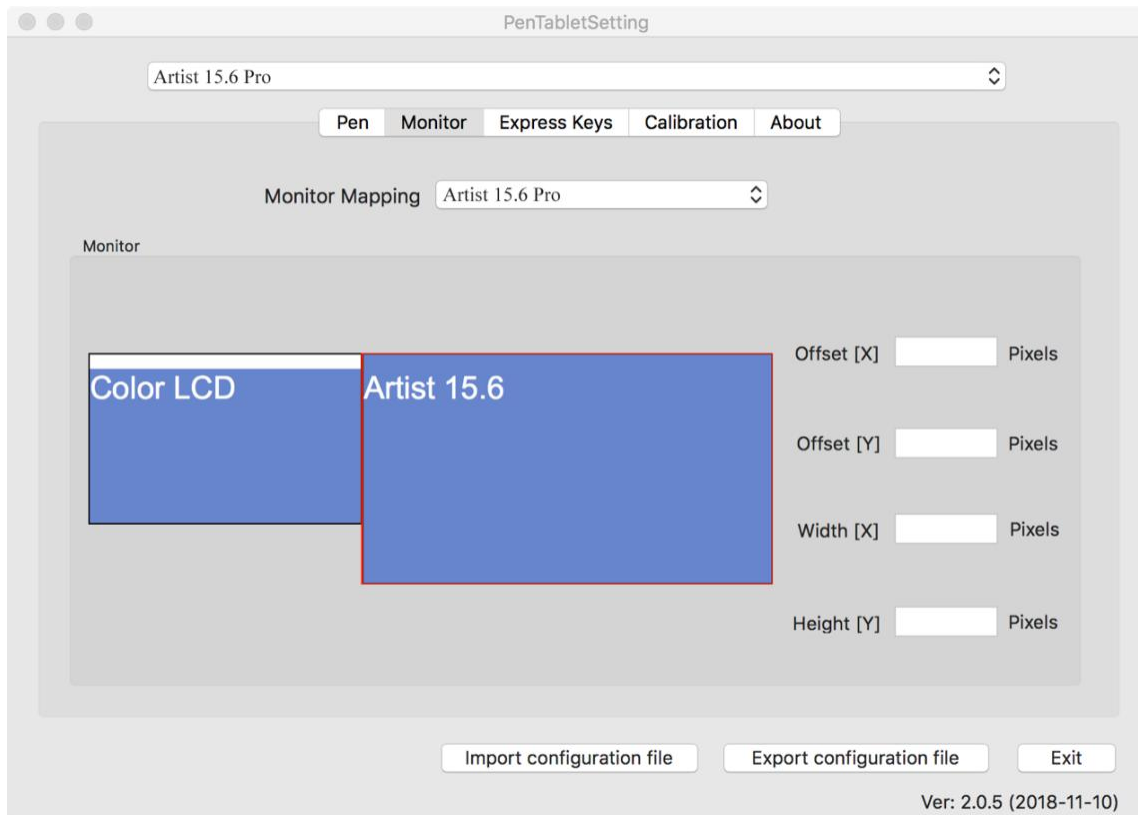 PenTabletSetting
Artist 15.6 Pro
Pen Monitor Express Keys Calibration About
Monitor Mapping Artist 15.6 Pro
Monitor
Color LCD Artist 15.6
Offset [X] Pixels
Offset [Y] Pixels
Width [X] Pixels
Height [Y] Pixels
Import configuration file Export configuration file Exit
Ver: 2.0.5 (2018-11-10)